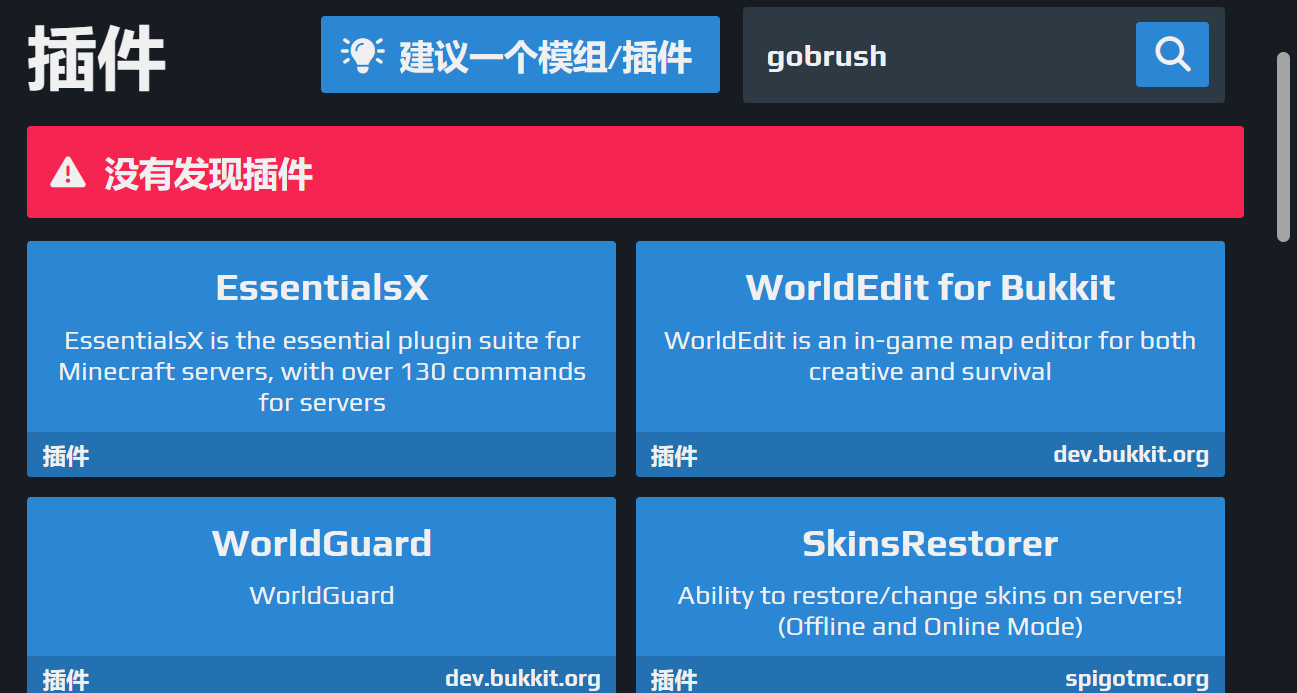 插件
建议一个模组/插件
gobrush
没有发现插件
EssentialsX
EssentialsX is the essential plugin suite for
Minecraft servers, with over 130 commands
for servers
插件
WorldEdit for Bukkit
WorldEdit is an in-game map editor for both
creative and survival
插件
dev.bukkit.org
WorldGuard
WorldGuard
插件
dev.bukkit.org
SkinsRestorer
Ability to restore/change skins on servers!
(Offline and Online Mode)
插件
spigotmc.org